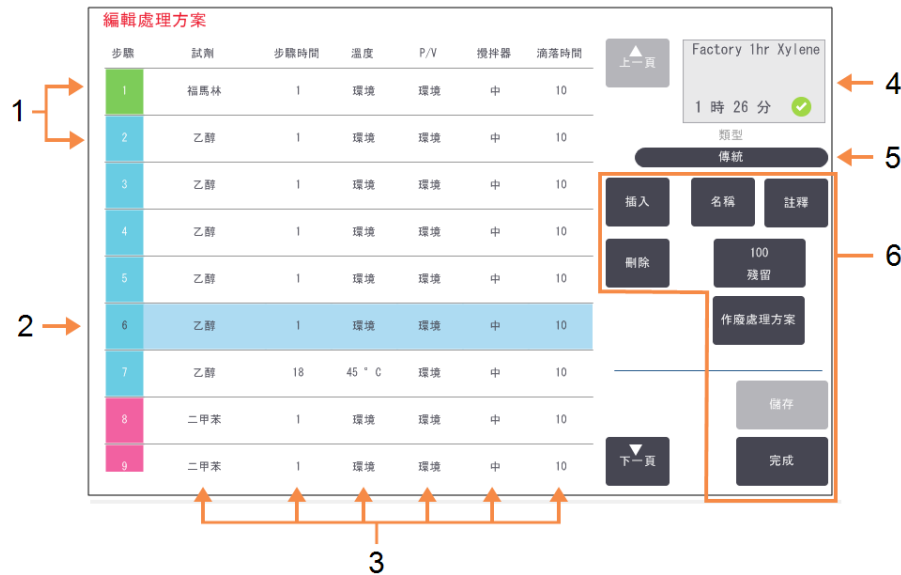 編輯處理方案
步驟 試劑 步驟時間 溫度 P/V 攪拌器 滴落時間
1 福馬林 1 環境 環境 中 10
2 乙醇 1 環境 環境 中 10
3 乙醇 1 環境 環境 中 10
4 乙醇 1 環境 環境 中 10
5 乙醇 1 環境 環境 中 10
6 乙醇 1 環境 環境 中 10
7 乙醇 18 45 ° C 環境 中 10
8 二甲苯 1 環境 環境 中 10
9 二甲苯 1 環境 環境 中 10
上一頁
Factory 1hr Xylene
1 時 26 分
類型
傳統
插入 名稱 註釋
刪除
100
殘留
作廢處理方案
儲存
下一頁
完成
1
2
3
4
5
6